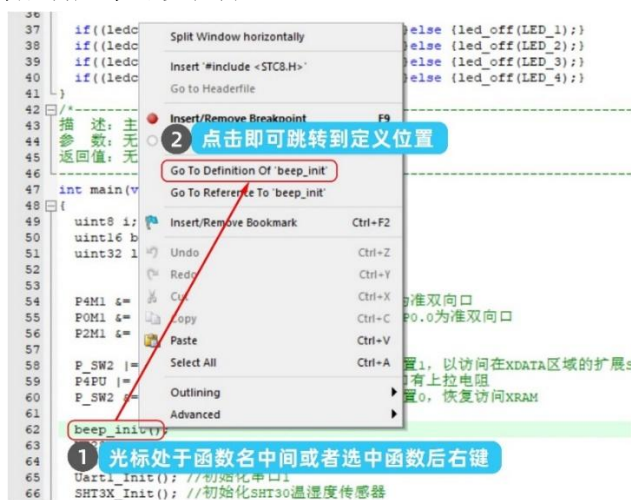 36
37 if((ledc }else {led_off(LED_1);}
38 if((ledc }else {led_off(LED_2);}
39 if((ledc }else {led_off(LED_3);}
40 if((ledc }else {led_off(LED_4);}
41 }
42 /*
43 描 述：主
44 参 数：无
45 返回值：无
46
47 int main(v
48 {
49 uint8 i;
50 uint16 b
51 uint32 l
52
53
54 P4M1 &= 为准双向口
55 P0M1 &= P0.0为准双向口
56 P2M1 &=
57
58 P_SW2 |= 置1，以访问在XDATA区域的扩展S
59 P4PU |= 有上拉电阻
60 P_SW2 &= 置0，恢复访问XRAM
61
62 beep_init();
63
64
65 Uart1_Init(); //初始化串口1
66 SHT3X_Init(); //初始化SHT30温湿度传感器
Split Window horizontally
Insert '#include <STC8.H>'
Go to Headerfile
Insert/Remove Breakpoint F9
2 点击即可跳转到定义位置
Go To Definition Of 'beep_init'
Go To Reference To 'beep_init'
Insert/Remove Bookmark Ctrl+F2
Undo Ctrl+Z
Redo Ctrl+Y
Cut Ctrl+X
Copy Ctrl+C
Paste Ctrl+V
Select All Ctrl+A
Outlining
Advanced
1 光标处于函数名中间或者选中函数后右键